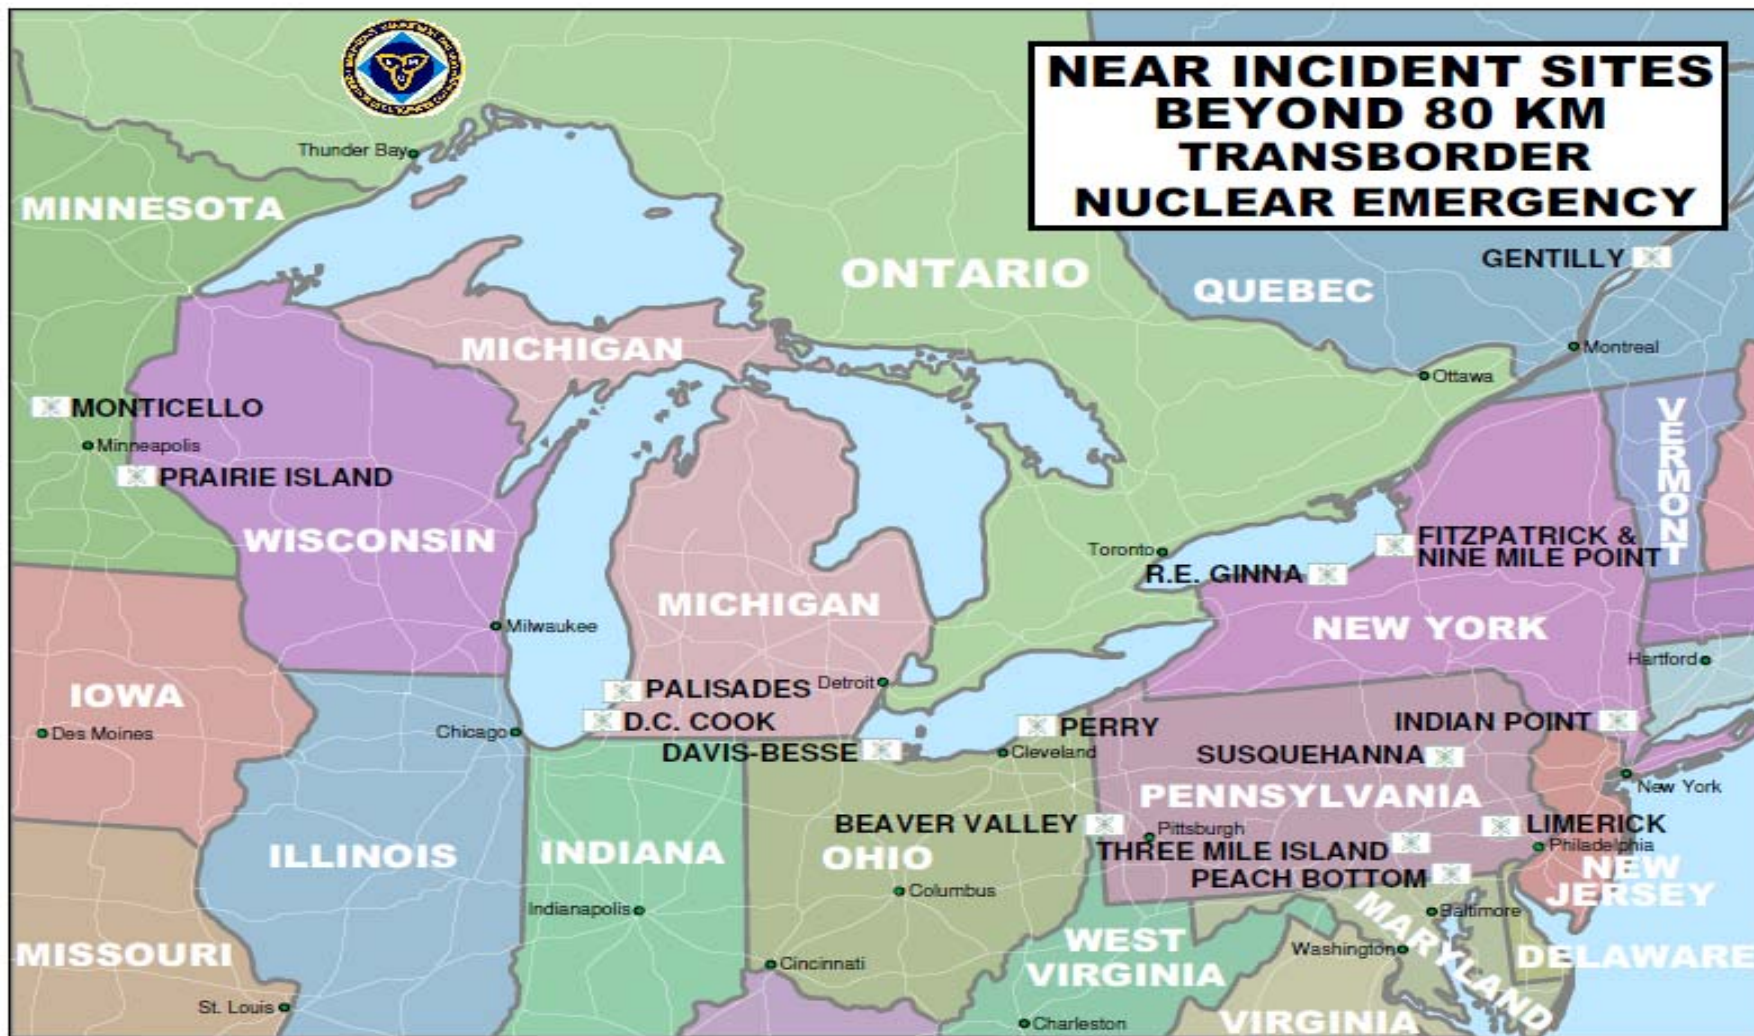 NEAR INCIDENT SITES
BEYOND 80 KM
TRANSBORDER
NUCLEAR EMERGENCY
Thunder Bay
MINNESOTA
ONTARIO
GENTILLY
QUEBEC
MICHIGAN
Montreal
Ottawa
MONTICELLO
Minneapolis
PRAIRIE ISLAND
VERMONT
WISCONSIN
FITZPATRICK &
NINE MILE POINT
Toronto
R.E. GINNA
MICHIGAN
Milwaukee
NEW YORK
Hartford
IOWA
PALISADES
Detroit
D.C. COOK
Des Moines
Chicago
DAVIS-BESSE
PERRY
Cleveland
INDIAN POINT
SUSQUEHANNA
New York
PENNSYLVANIA
BEAVER VALLEY
Pittsburgh
LIMERICK
Philadelphia
ILLINOIS
INDIANA
OHIO
THREE MILE ISLAND
PEACH BOTTOM
NEW
JERSEY
Columbus
Indianapolis
Baltimore
MARYLAND
MISSOURI
WEST
VIRGINIA
Washington
DELAWARE
Cincinnati
St. Louis
Charleston
VIRGINIA